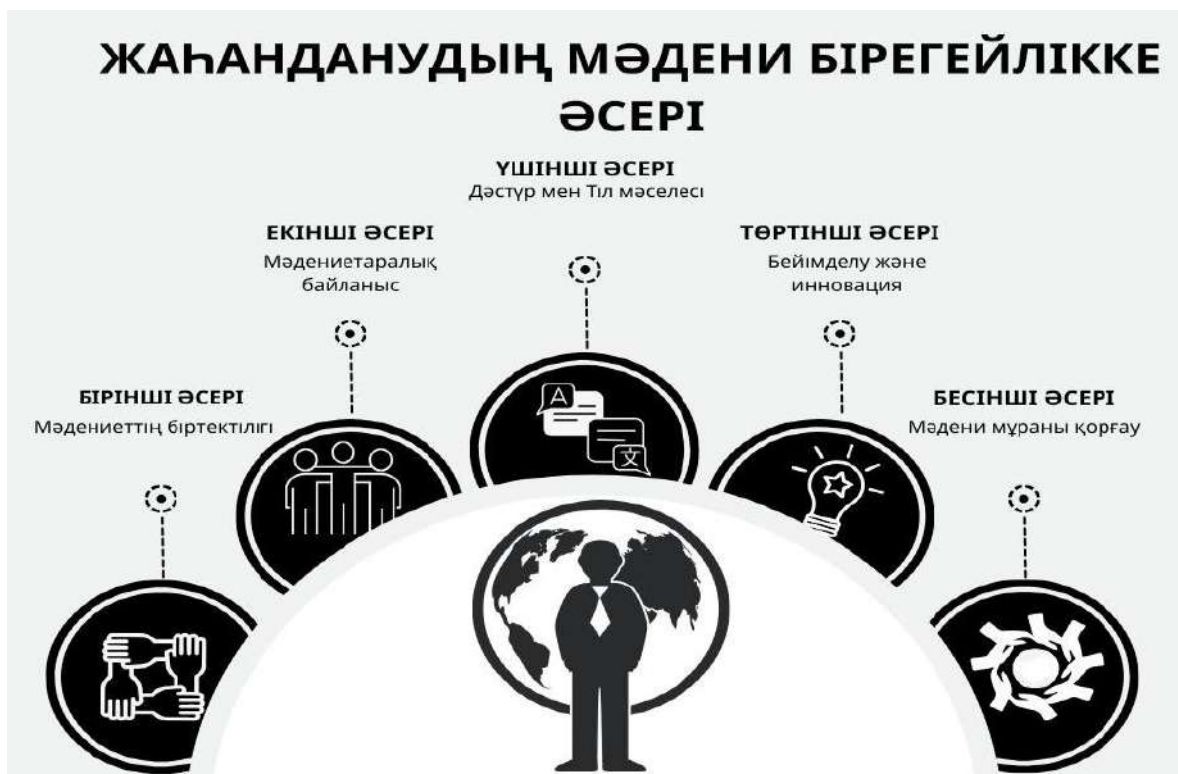 ЖАҺАНДАНУДЫҢ МӘДЕНИ БІРЕГЕЙЛІККЕ
ӘСЕРІ
ҮШІНШІ ӘСЕРІ
Дәстүр мен Тіл мәселесі
ЕКІНШІ ӘСЕРІ
Мәдениетаралық
байланыс
ТӨРТІНШІ ӘСЕРІ
Бейімделу және
инновация
БІРІНШІ ӘСЕРІ
Мәдениеттің біртектілігі
БЕСІНШІ ӘСЕРІ
Мәдени мұраны қорғау
A
文